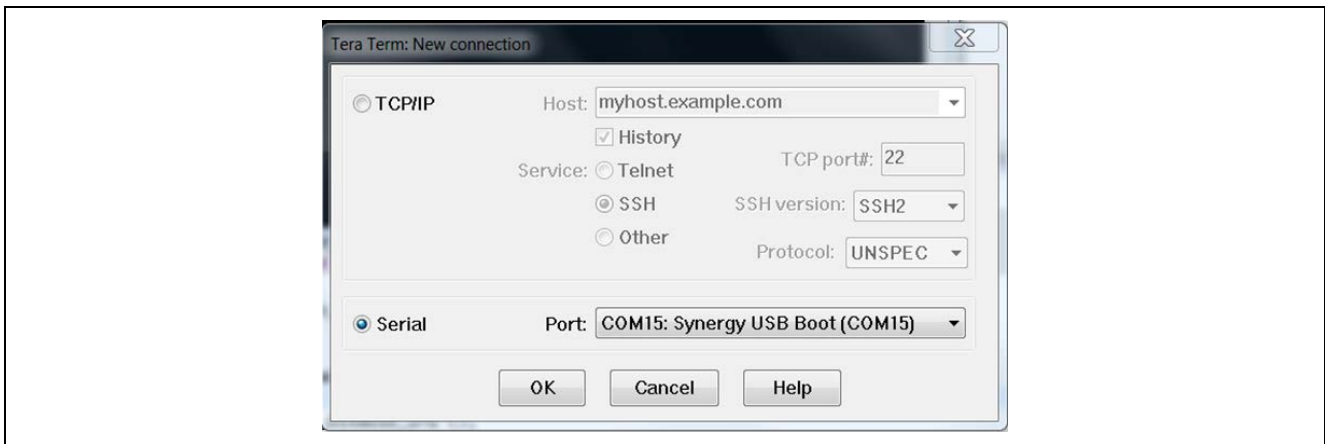 Tera Term: New connection
TCP/IP
Host: myhost.example.com
History
Service: Telnet
TCP port#: 22
SSH
SSH version: SSH2
Other
Protocol: UNSPEC
Serial
Port: COM15: Synergy USB Boot (COM15)
OK
Cancel
Help